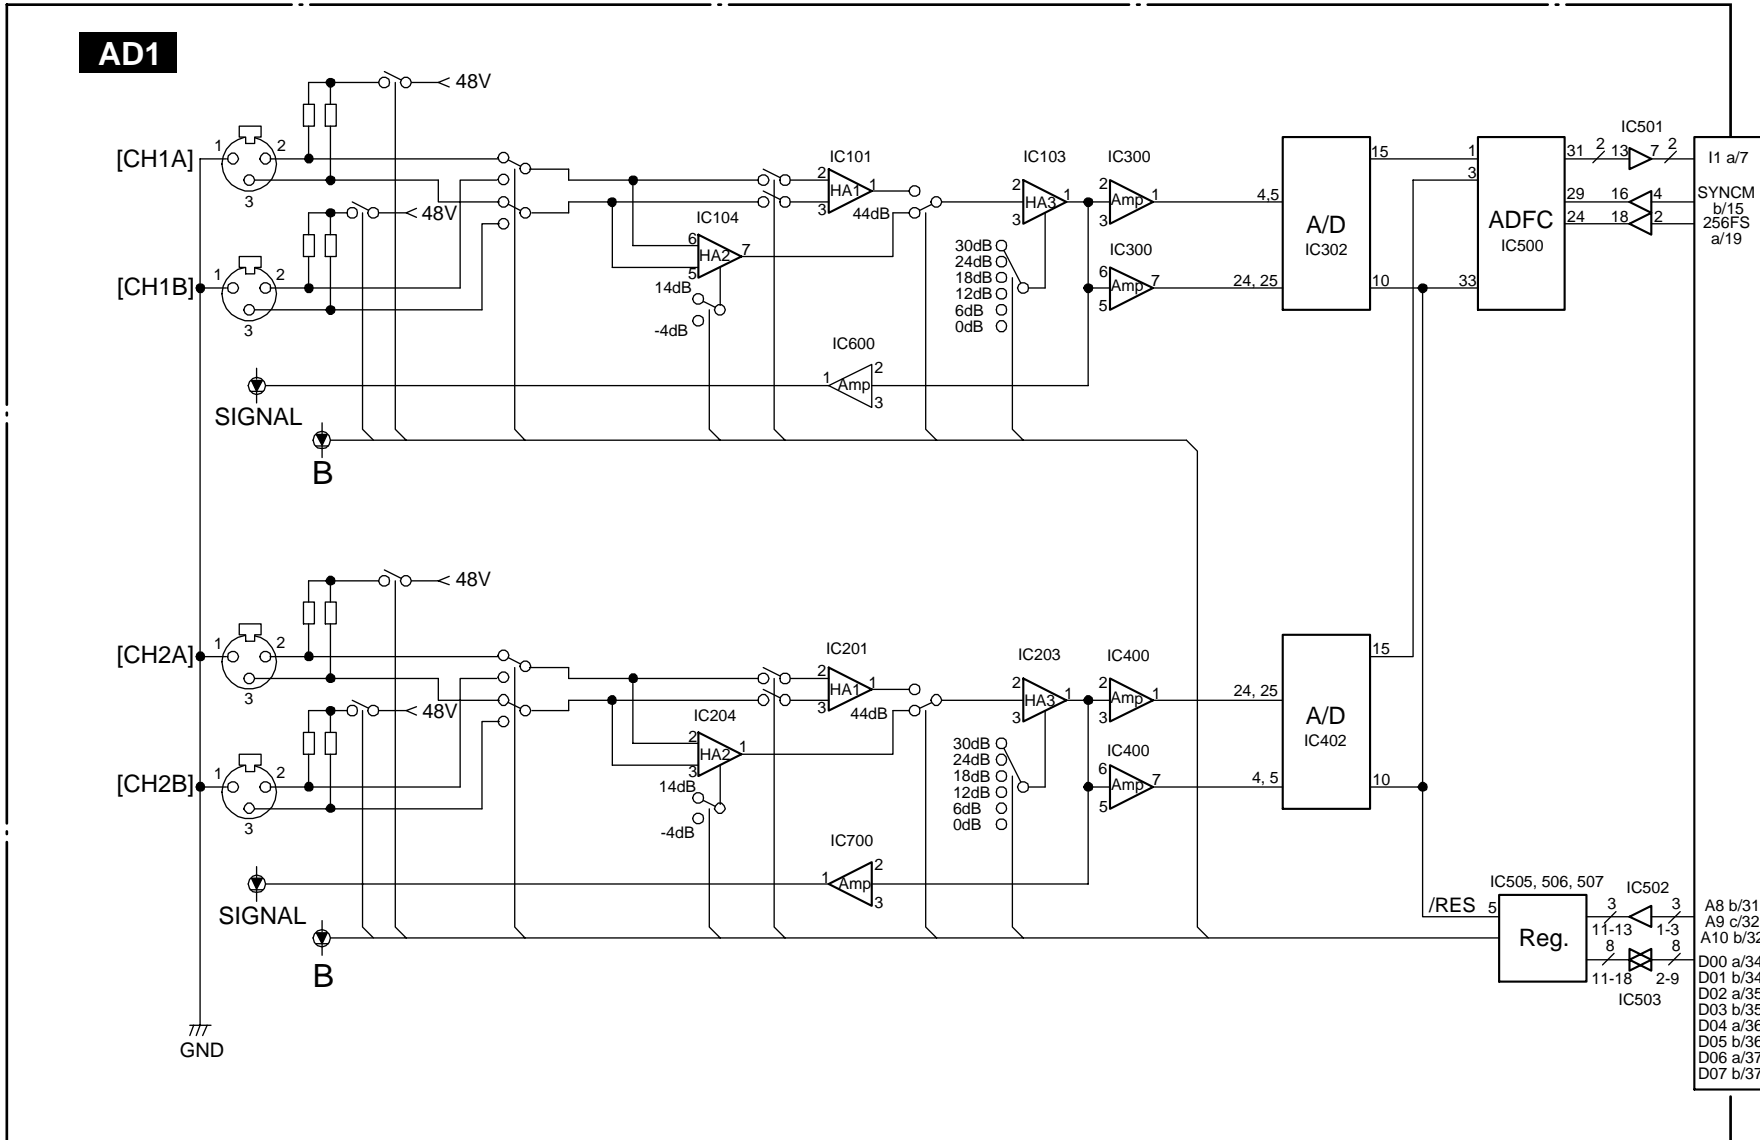 AD1
48V
[CH1A]
1
2
3
48V
[CH1B]
1
2
3
SIGNAL
B
IC104
6
5
HA2
7
14dB
-4dB
IC101
2
3
HA1
1
44dB
IC600
1
Amp
2
3
IC103
2
3
HA3
1
30dB
24dB
18dB
12dB
6dB
0dB
IC300
2
3
Amp
1
IC300
6
5
Amp
7
4,5
24, 25
A/D
IC302
15
10
1
3
33
ADFC
IC500
31
29
24
IC501
2
13
7
2
16
4
18
2
I1 a/7
SYNCM
b/15
256FS
a/19
48V
[CH2A]
1
2
3
48V
[CH2B]
1
2
3
SIGNAL
B
GND
IC204
2
3
HA2
1
14dB
-4dB
IC201
2
3
HA1
1
44dB
IC700
1
Amp
2
3
IC203
2
3
HA3
1
30dB
24dB
18dB
12dB
6dB
0dB
IC400
2
3
Amp
1
IC400
6
5
Amp
7
24, 25
4, 5
A/D
IC402
15
10
IC505, 506, 507
/RES
5
Reg.
IC502
3
3
11-13
1-3
8
8
11-18
2-9
IC503
A8 b/31
A9 c/32
A10 b/32
D00 a/34
D01 b/34
D02 a/35
D03 b/35
D04 a/36
D05 b/36
D06 a/37
D07 b/37